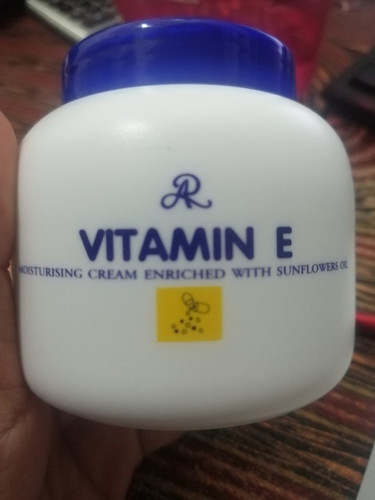 AR
VITAMIN E
MOISTURISING CREAM ENRICHED WITH SUNFLOWERS OIL